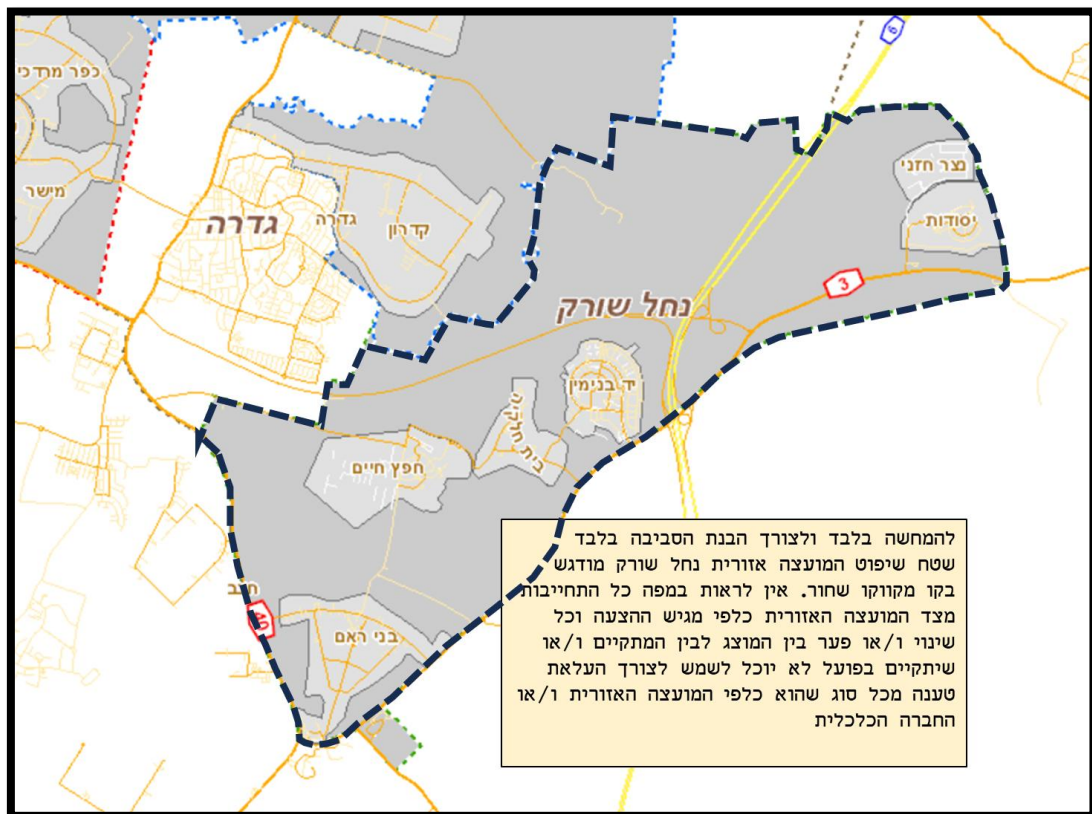 6
כפר מרדכי
מישר
גדרה
גדרה
קדרון
נצר חזני
יסודות
3
נחל שורק
יד בנימין
בית חלקיה
חפץ חיים
40
בני ראם
להמחשה בלבד ולצורך הבנת הסביבה בלבד
שטח שיפוט המועצה אזורית נחל שורק מודגש
בקו מקווקו שחור. אין לראות במפה כל התחייבות
מצד המועצה האזורית כלפי מגיש ההצעה וכל
שינוי ו/או פער בין המוצג לבין המתקיים ו/או
שיתקיים בפועל לא יוכל לשמש לצורך העלאת
טענה מכל סוג שהוא כלפי המועצה האזורית ו/או
החברה הכלכלית